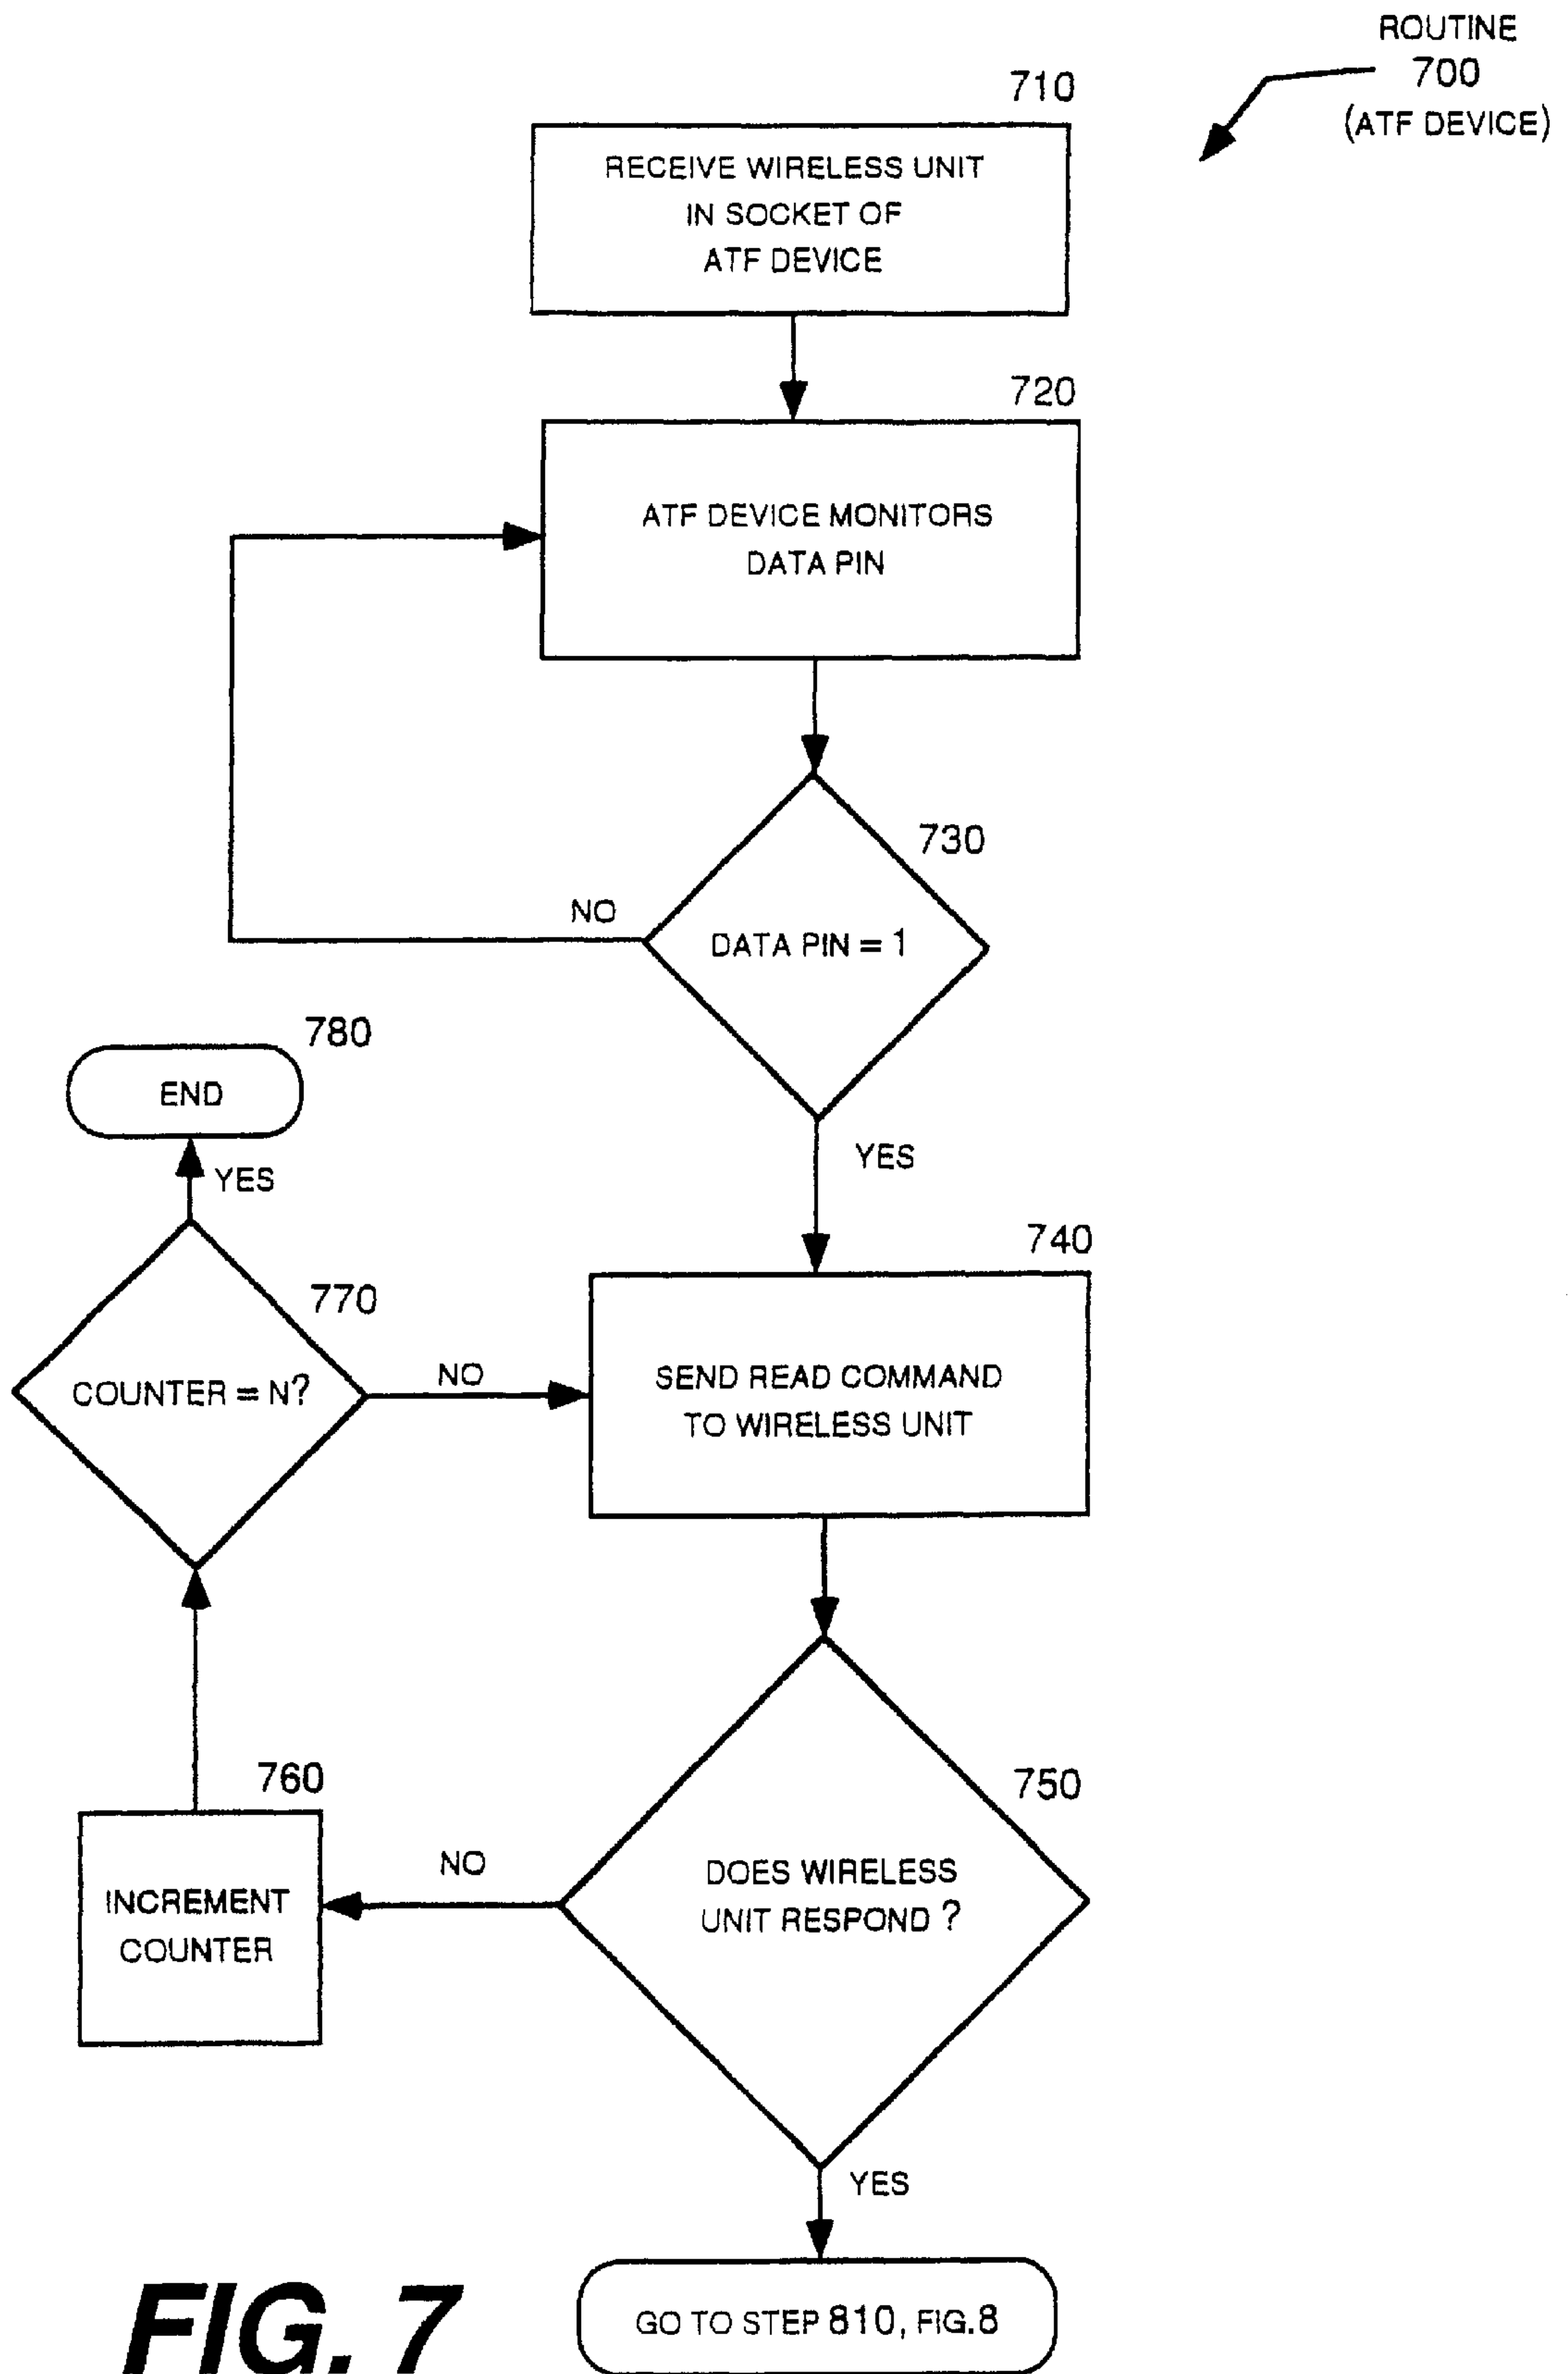 ROUTINE
700
(ATF DEVICE)
710
RECEIVE WIRELESS UNIT
IN SOCKET OF
ATF DEVICE
720
ATF DEVICE MONITORS
DATA PIN
730
NO
DATA PIN = 1
780
END
YES
YES
740
770
COUNTER = N?
NO
SEND READ COMMAND
TO WIRELESS UNIT
760
750
NO
DOES WIRELESS
UNIT RESPOND ?
INCREMENT
COUNTER
YES
GO TO STEP 810, FIG.8
FIG. 7